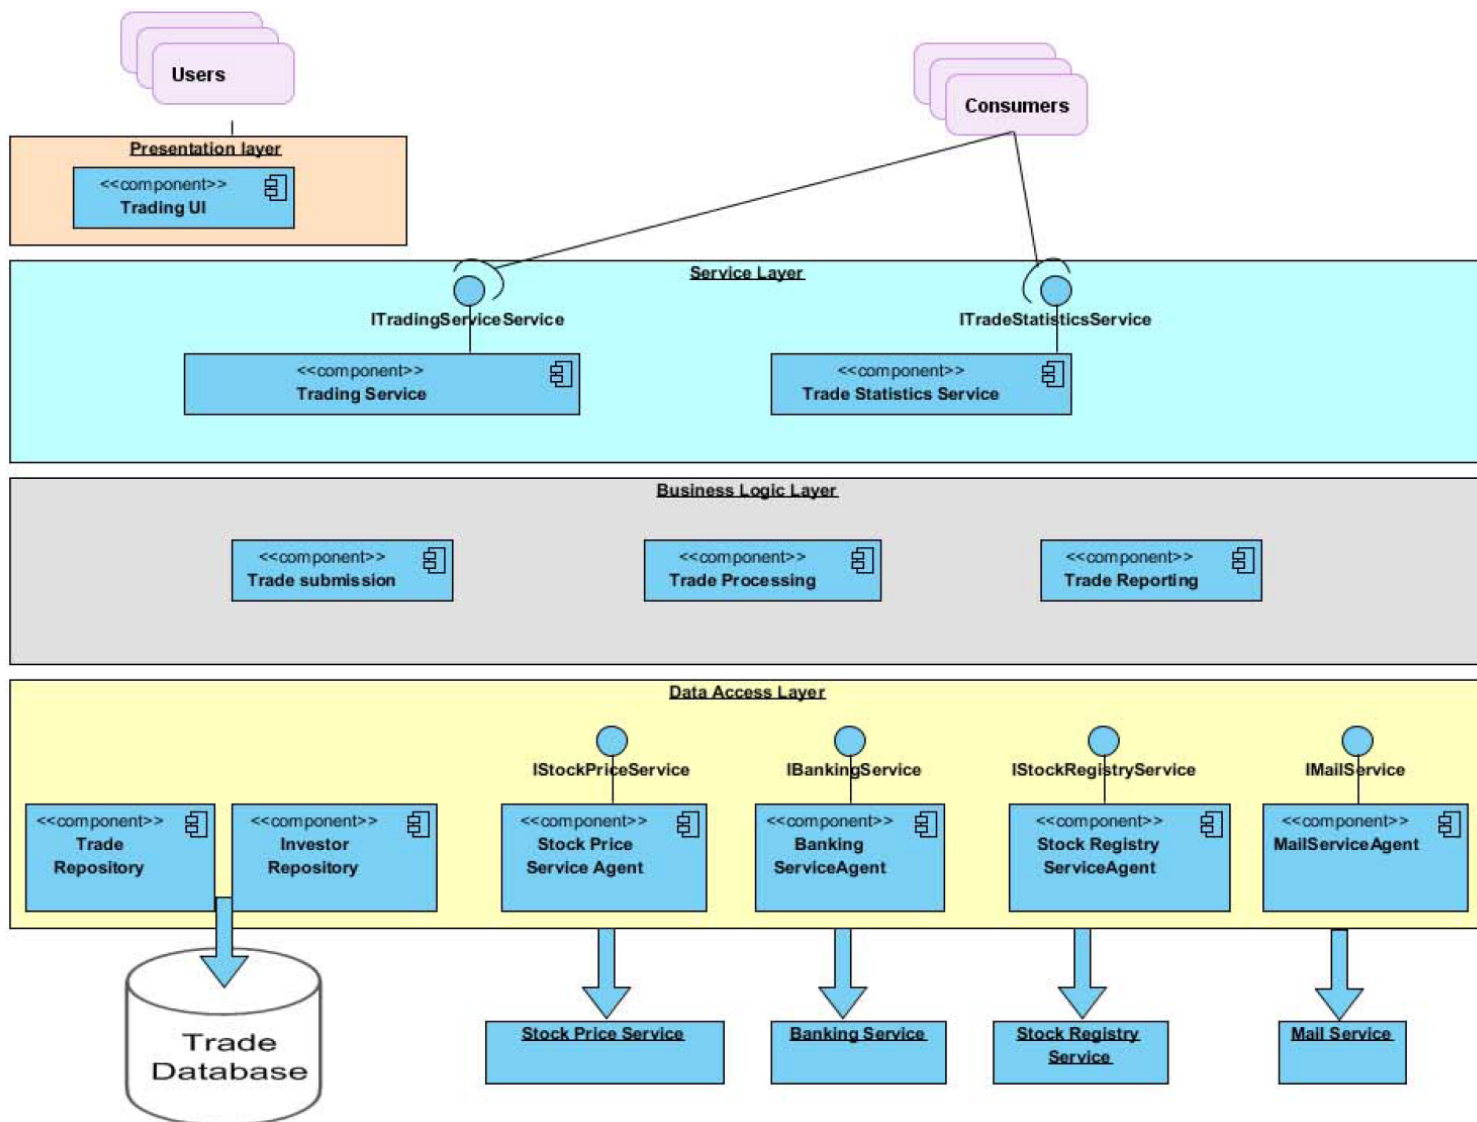 Users
Consumers
Presentation layer
<<component>>
Trading UI
Service Layer
ITradingServiceService
ITradeStatisticsService
<<component>>
Trading Service
<<component>>
Trade Statistics Service
Business Logic Layer
<<component>>
Trade submission
<<component>>
Trade Processing
<<component>>
Trade Reporting
Data Access Layer
IStockPriceService
IBankingService
IStockRegistryService
IMailService
<<component>>
Trade
Repository
<<component>>
Investor
Repository
<<component>>
Stock Price
Service Agent
<<component>>
Banking
ServiceAgent
<<component>>
Stock Registry
ServiceAgent
<<component>>
MailServiceAgent
Trade
Database
Stock Price Service
Banking Service
Stock Registry
Service
Mail Service